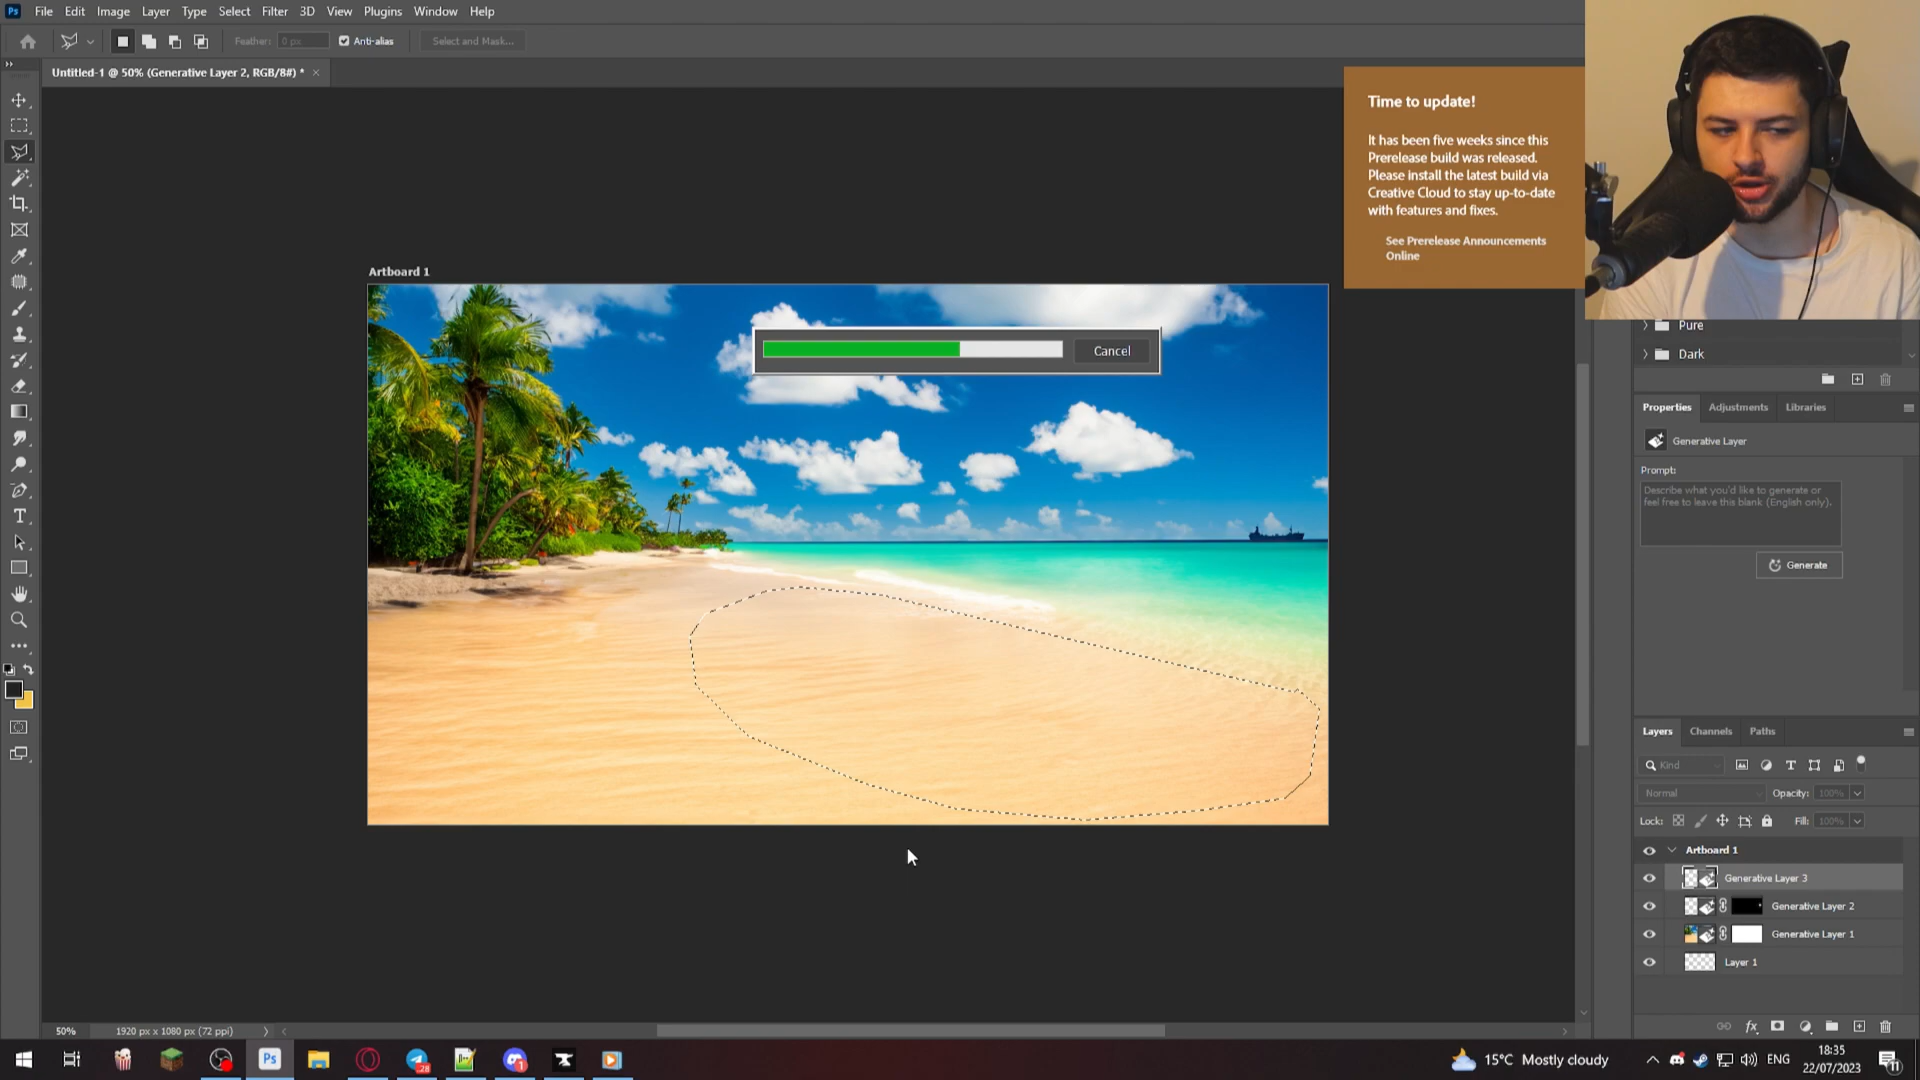 Ps File Edit Image Layer Type Select Filter 3D View Plugins Window Help
Feather: 0 px Anti-alias Select and Mask...
Untitled-1 @ 50% (Generative Layer 2, RGB/8#) * ×
Time to update!
It has been five weeks since this
Prerelease build was released.
Please install the latest build via
Creative Cloud to stay up-to-date
with features and fixes.
See Prerelease Announcements
Online
Artboard 1
Cancel
Pure
Dark
Properties Adjustments Libraries
Generative Layer
Prompt:
Describe what you'd like to generate or
feel free to leave this blank (English only).
Generate
Layers Channels Paths
Kind
Normal Opacity: 100%
Lock: Fill: 100%
Artboard 1
Generative Layer 3
Generative Layer 2
Generative Layer 1
Layer 1
fx
50% 1920 px x 1080 px (72 ppi)
Ps 28 1 15°C Mostly cloudy ENG 18:35
22/07/2023 11